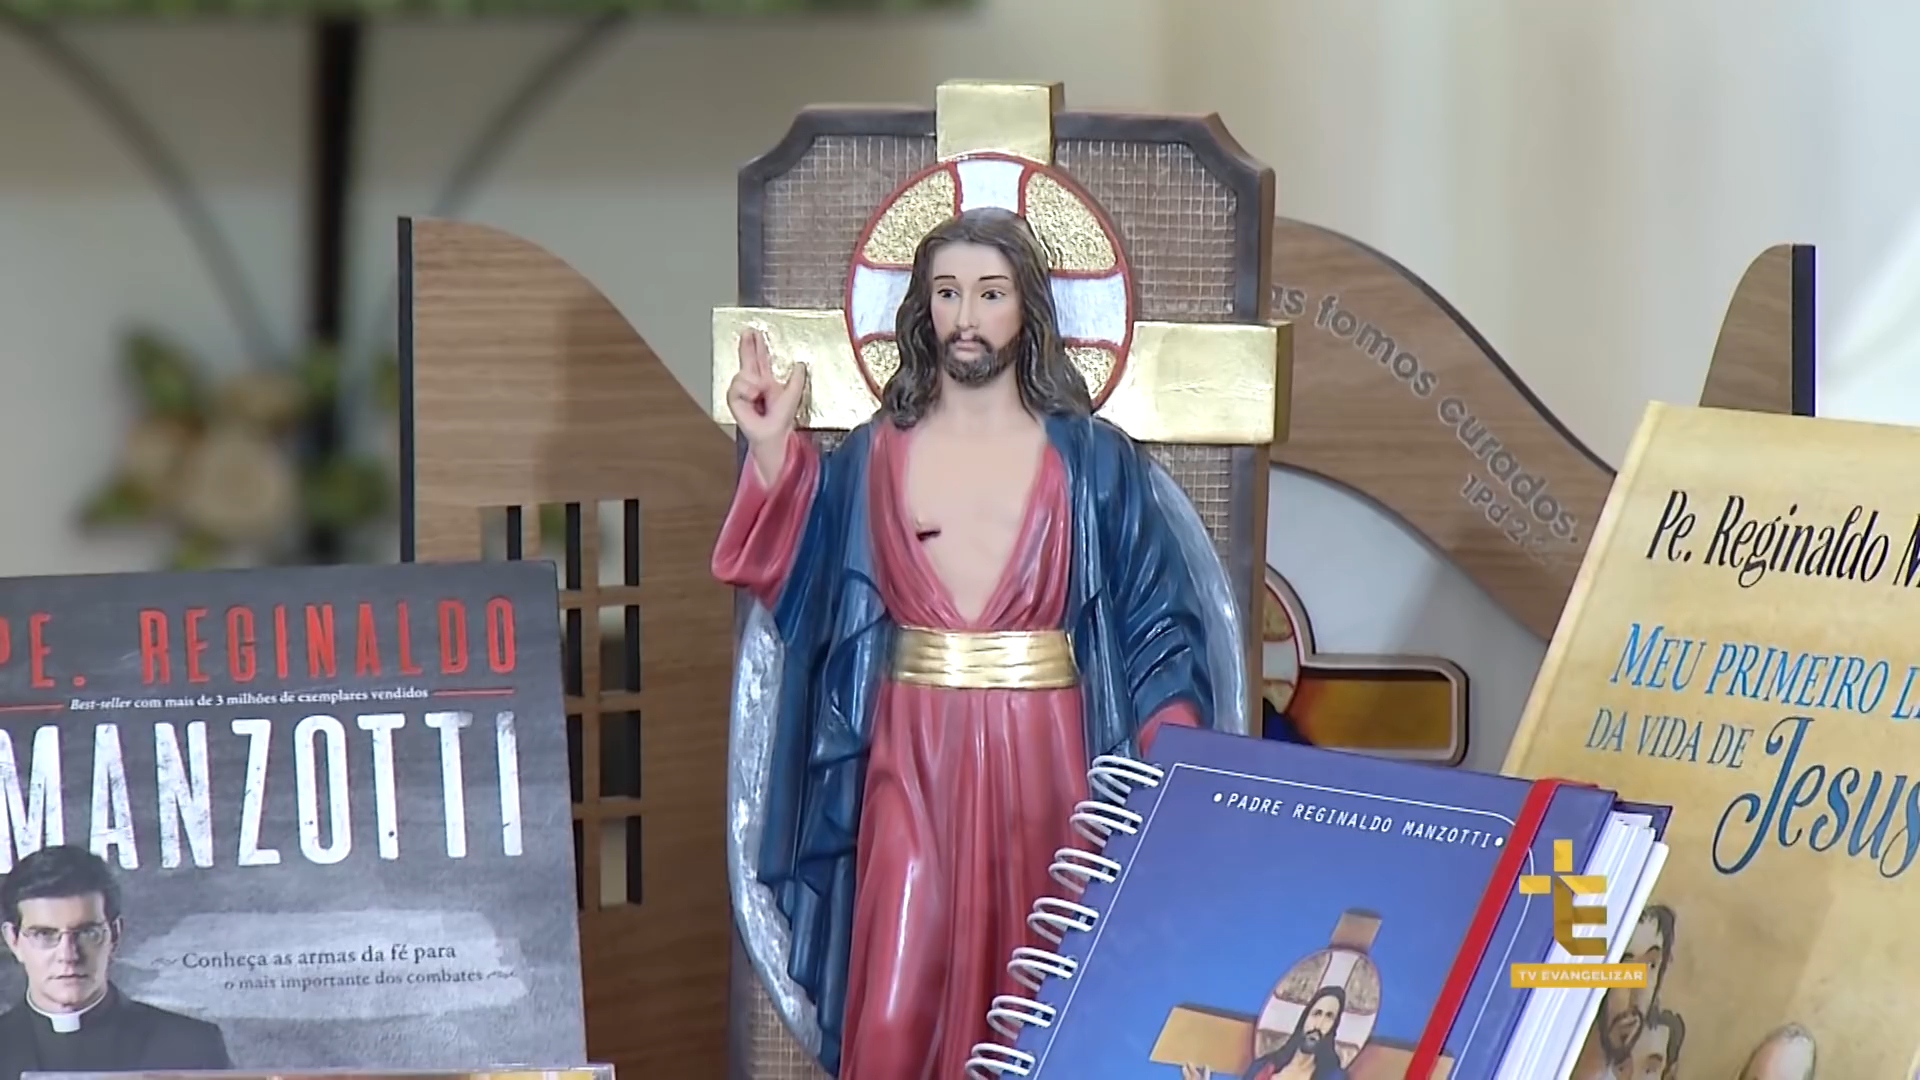 PE. REGINALDO
Best-seller com mais de 3 milhões de exemplares vendidos
MANZOTTI
Conheça as armas da fé para
o mais importante dos combates
as fomos curados.
1Pd 2,
PADRE REGINALDO MANZOTTI
Pe. Reginaldo M
MEU PRIMEIRO L
DA VIDA DE Jesus
TV EVANGELIZAR